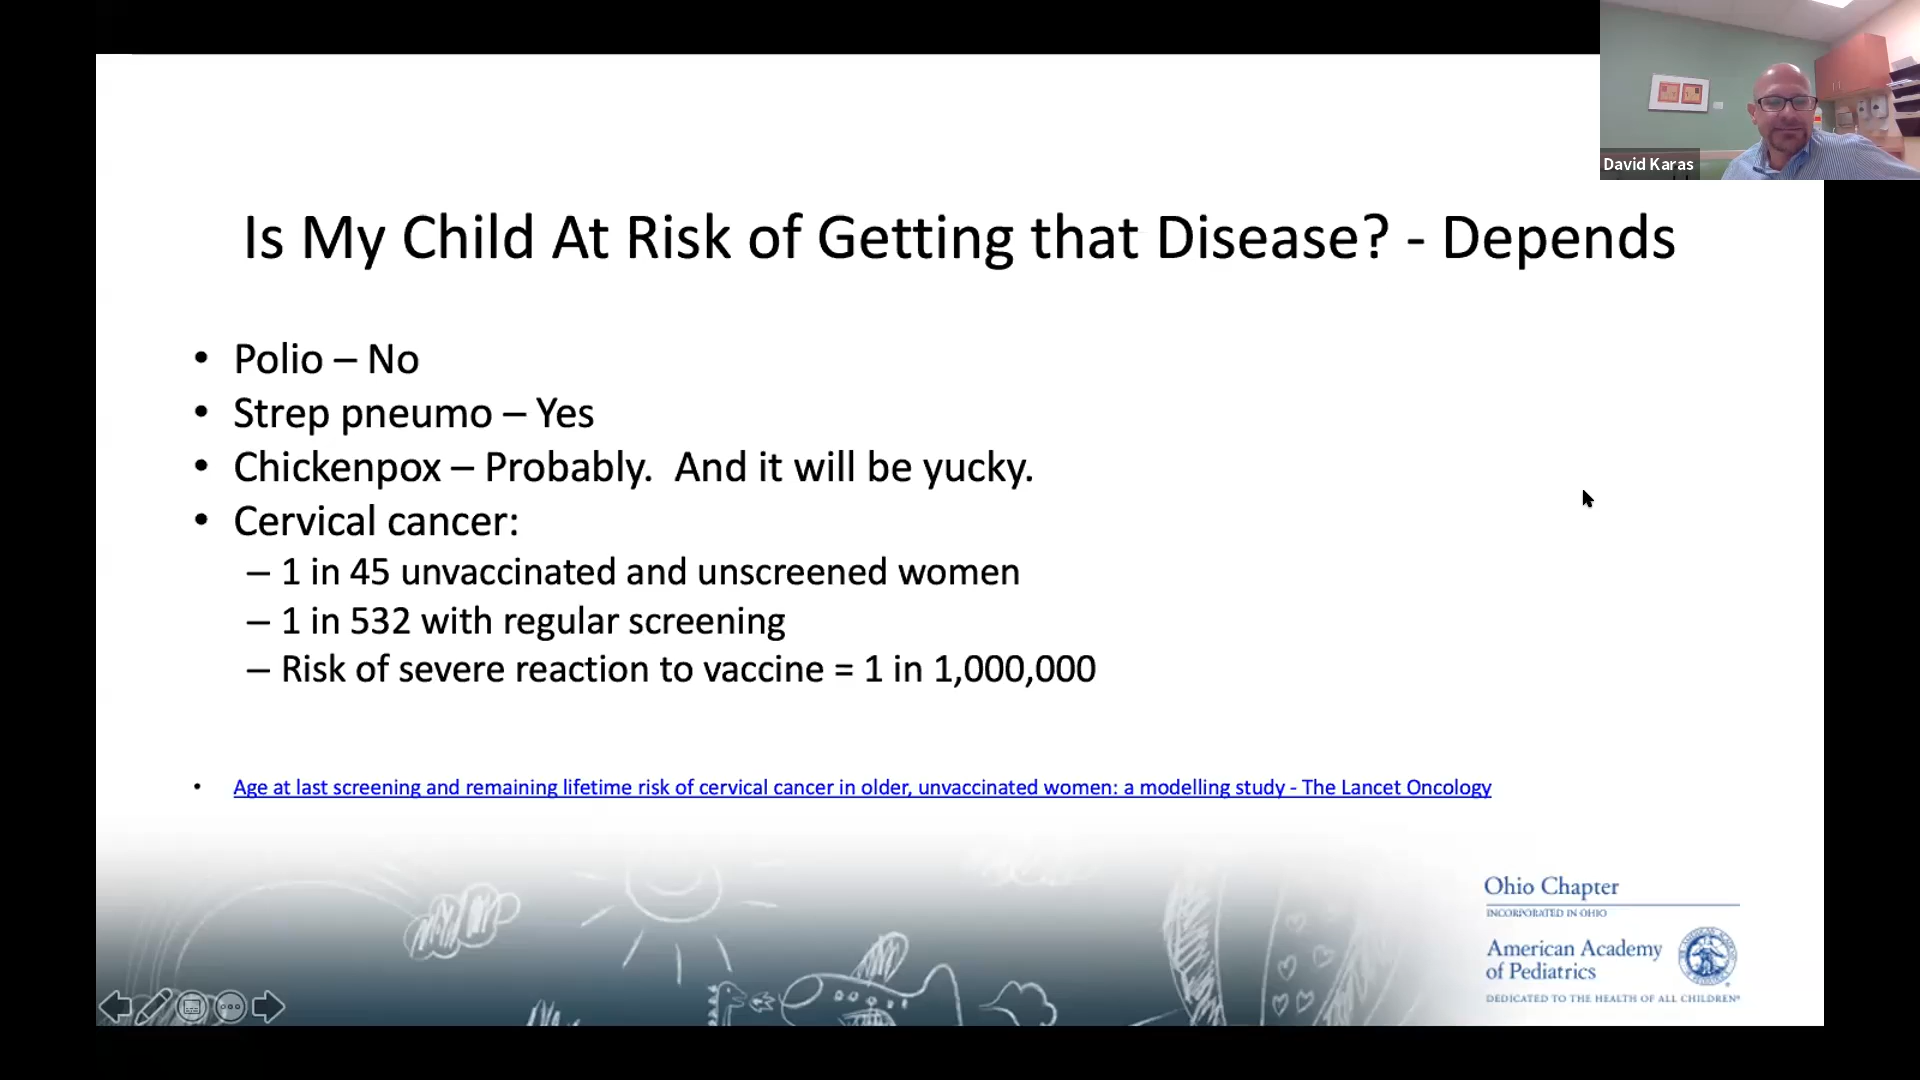 David Karas
Is My Child At Risk of Getting that Disease? - Depends
• Polio – No
• Strep pneumo – Yes
• Chickenpox – Probably.  And it will be yucky.
• Cervical cancer:
– 1 in 45 unvaccinated and unscreened women
– 1 in 532 with regular screening
– Risk of severe reaction to vaccine = 1 in 1,000,000
• Age at last screening and remaining lifetime risk of cervical cancer in older, unvaccinated women: a modelling study - The Lancet Oncology
Ohio Chapter
INCORPORATED IN OHIO
American Academy
of Pediatrics
DEDICATED TO THE HEALTH OF ALL CHILDREN®